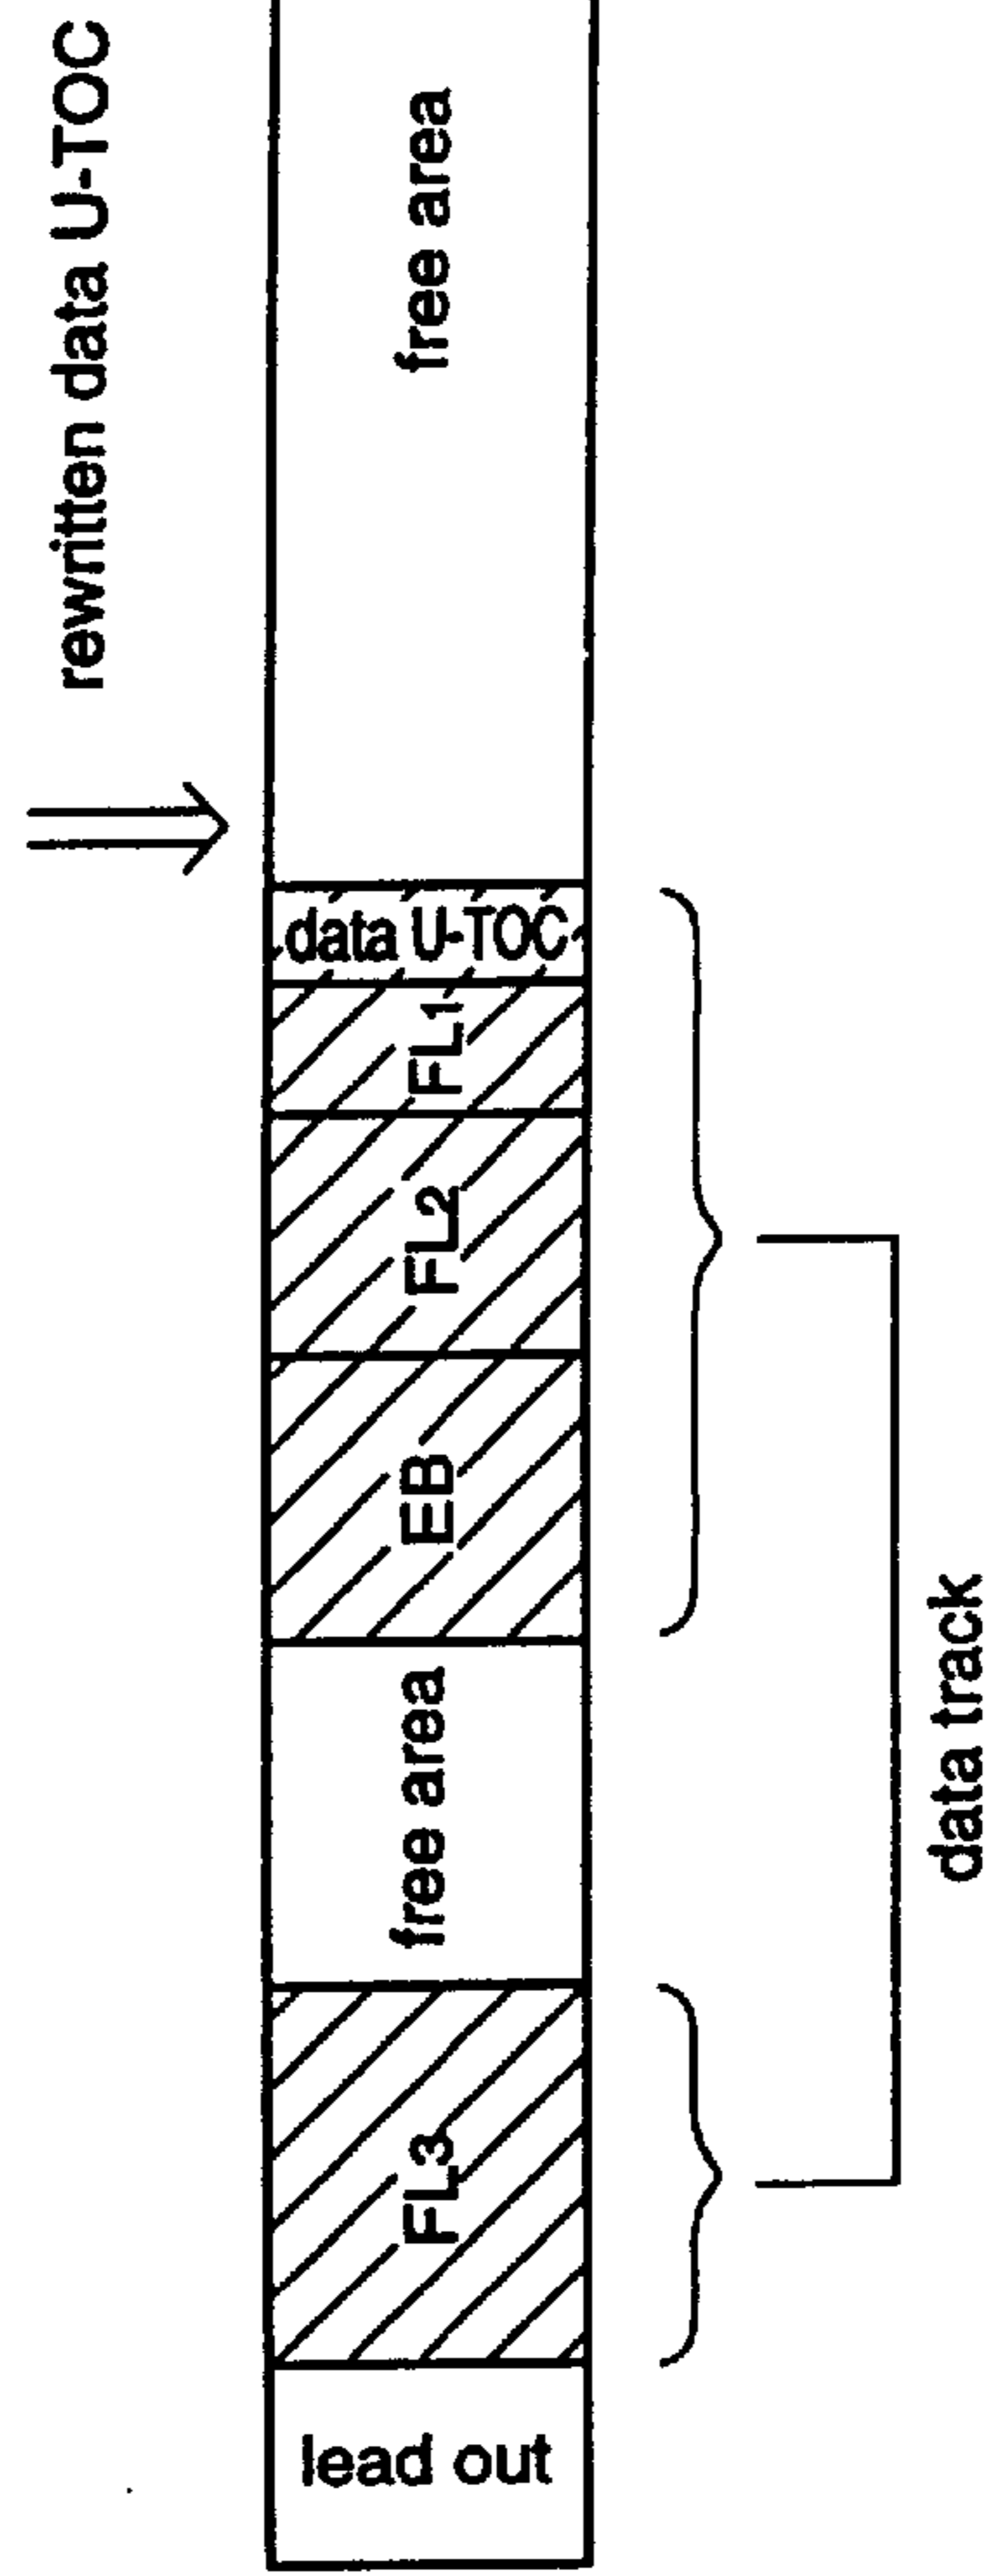 rewritten data U-TOC
free area
data U-TOC
FL1
FL2
EB
free area
FL3
lead out
data track